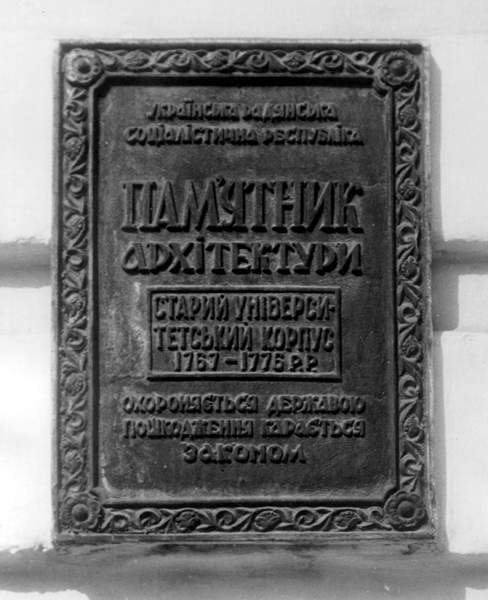 УКРАЇНСЬКА РАДЯНСЬКА
СОЦІАЛІСТИЧНА РЕСПУБЛІКА
ПАМ'ЯТНИК
АРХІТЕКТУРИ
СТАРИЙ УНІВЕРСИ-
ТЕТСЬКИЙ КОРПУС
1767-1775 Р.Р.
ОХОРОНЯЄТЬСЯ ДЕРЖАВОЮ
ПОШКОДЖЕННЯ КАРАЄТЬСЯ
ЗАКОНОМ